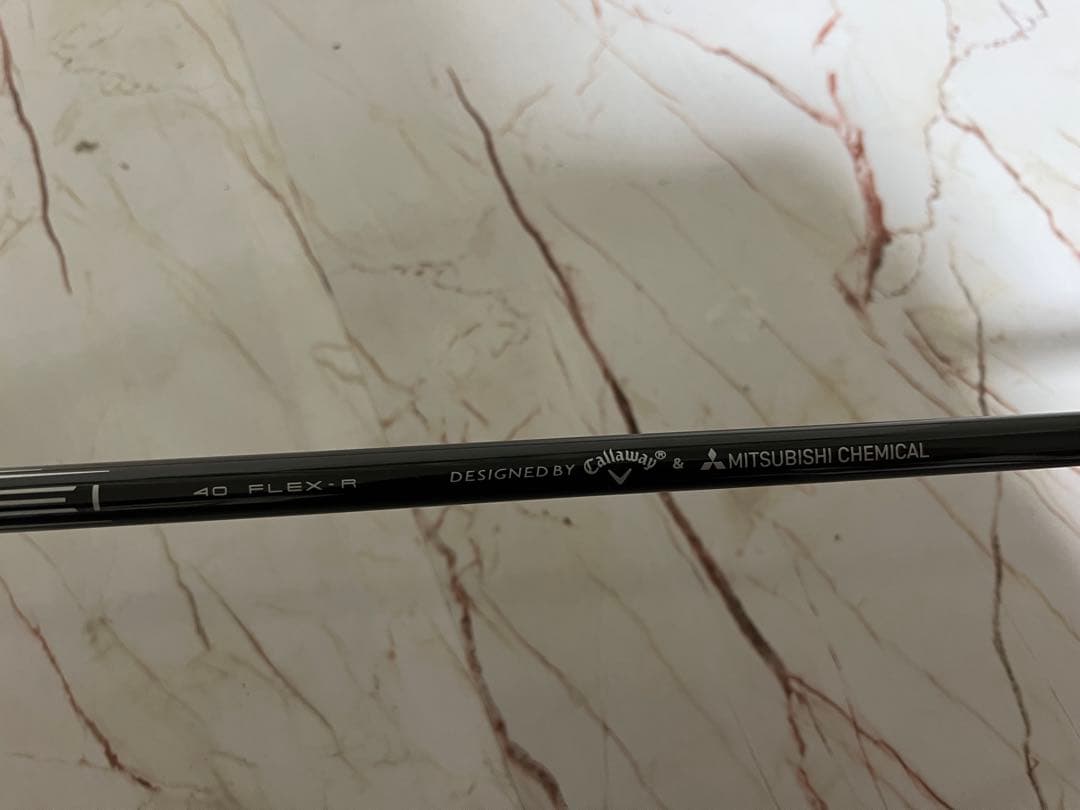 40 FLEX-R DESIGNED BY Callaway® & MITSUBISHI CHEMICAL